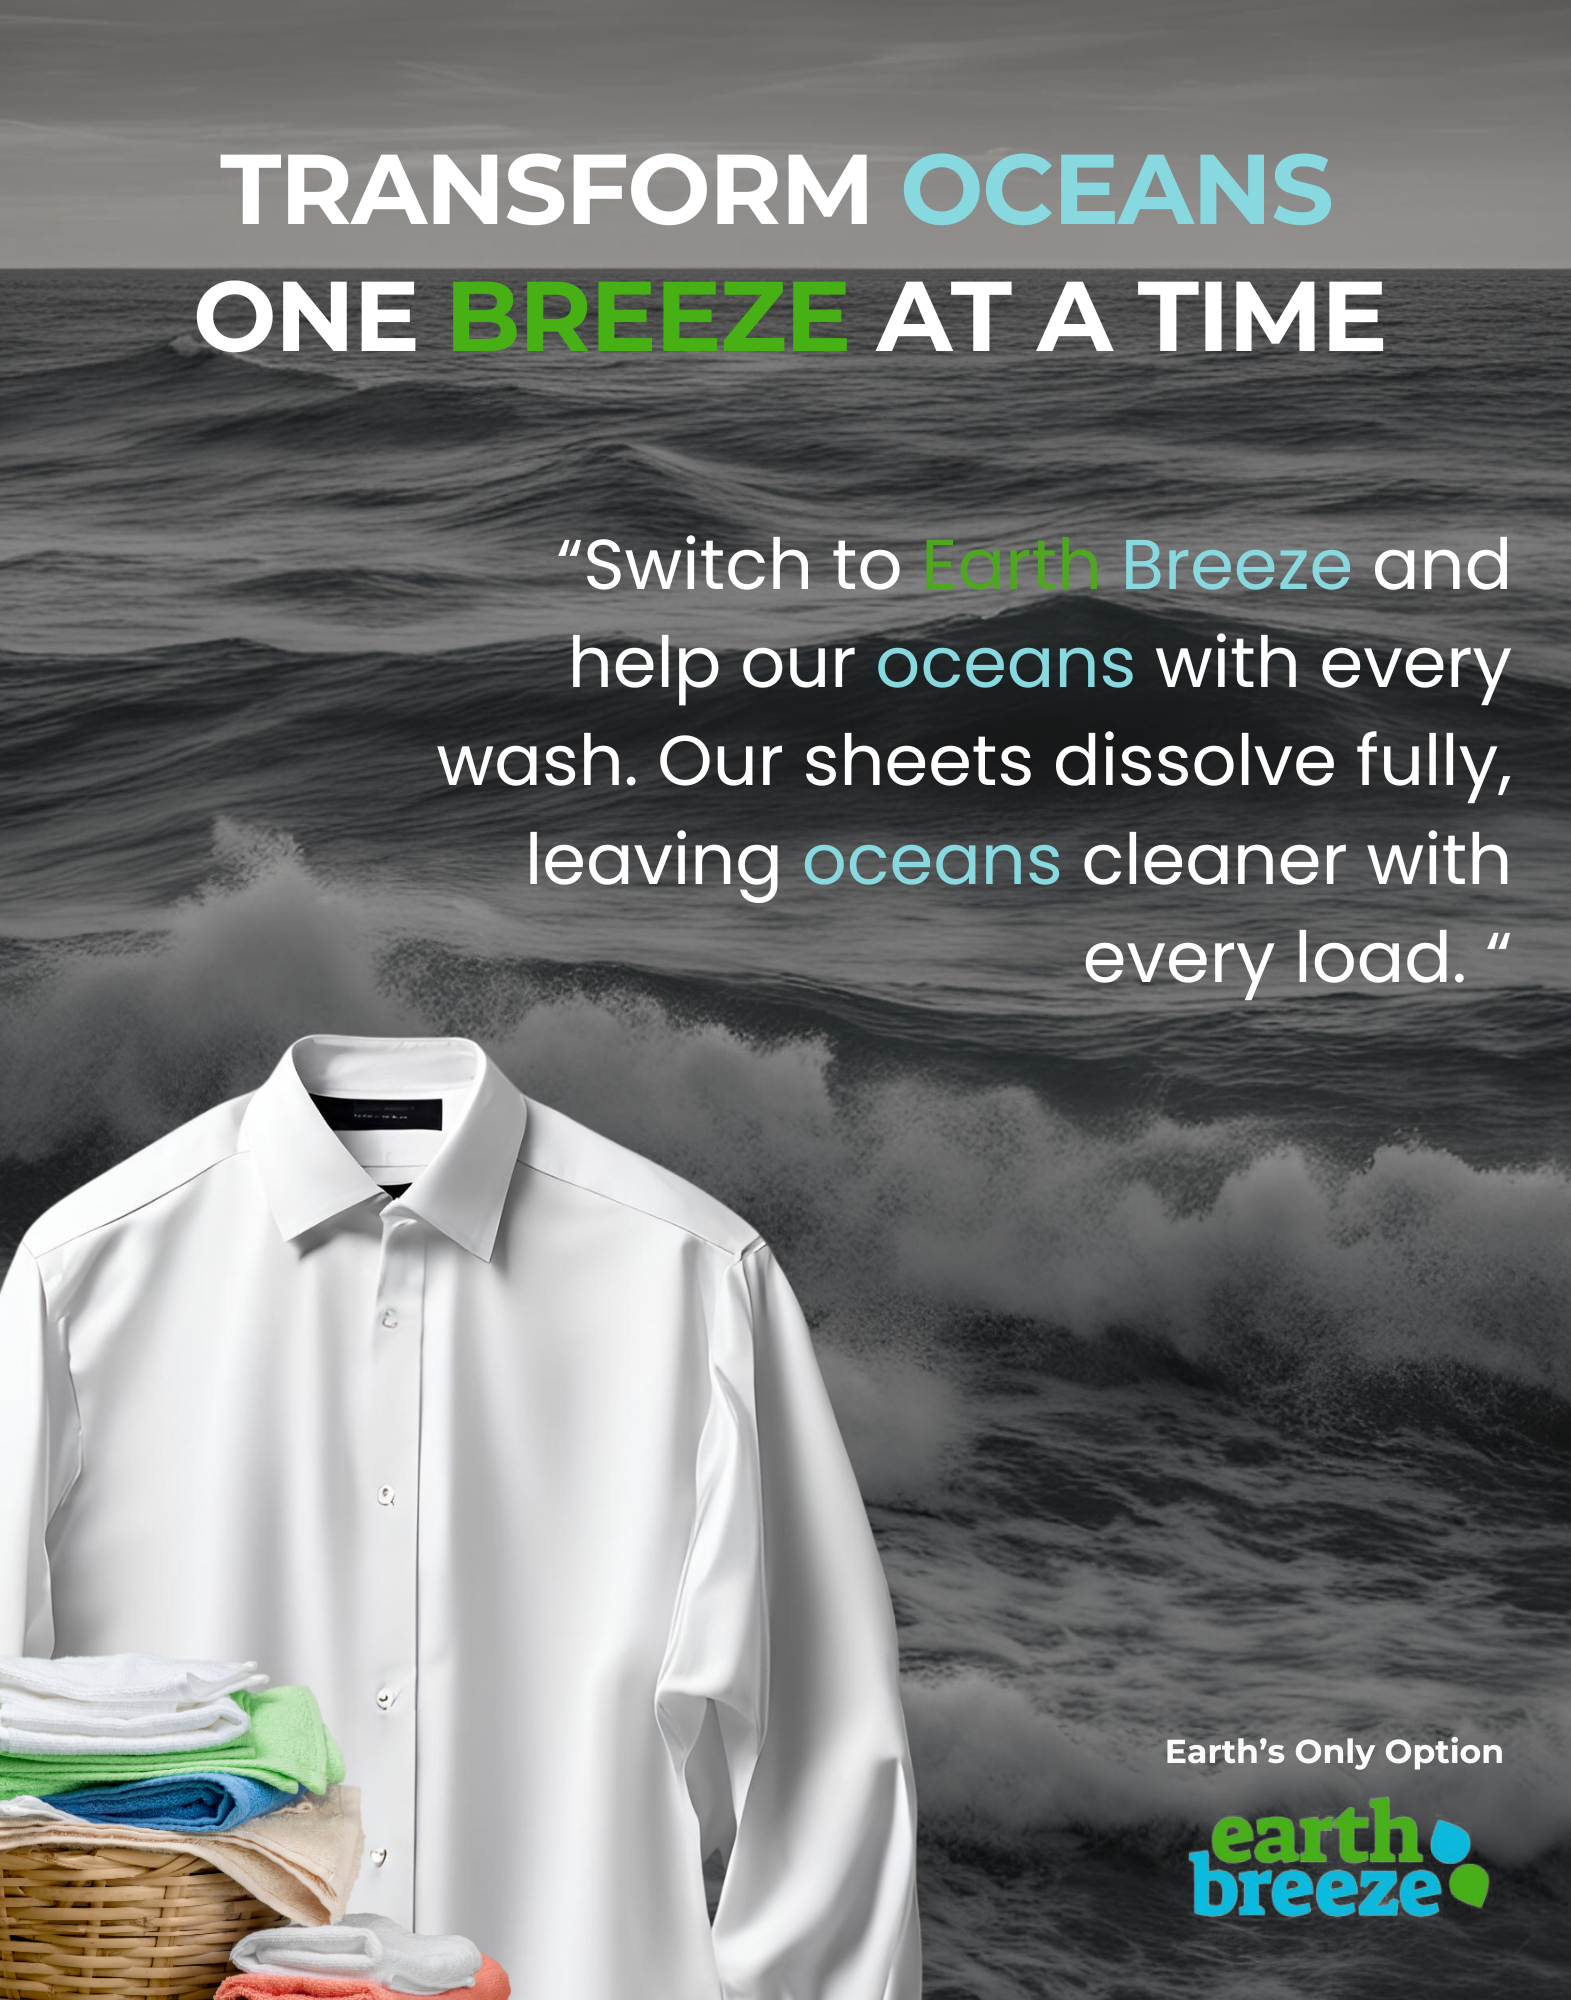 TRANSFORM OCEANS
ONE BREEZE AT A TIME
“Switch to Earth Breeze and
help our oceans with every
wash. Our sheets dissolve fully,
leaving oceans cleaner with
every load. “
Earth’s Only Option
earth
breeze